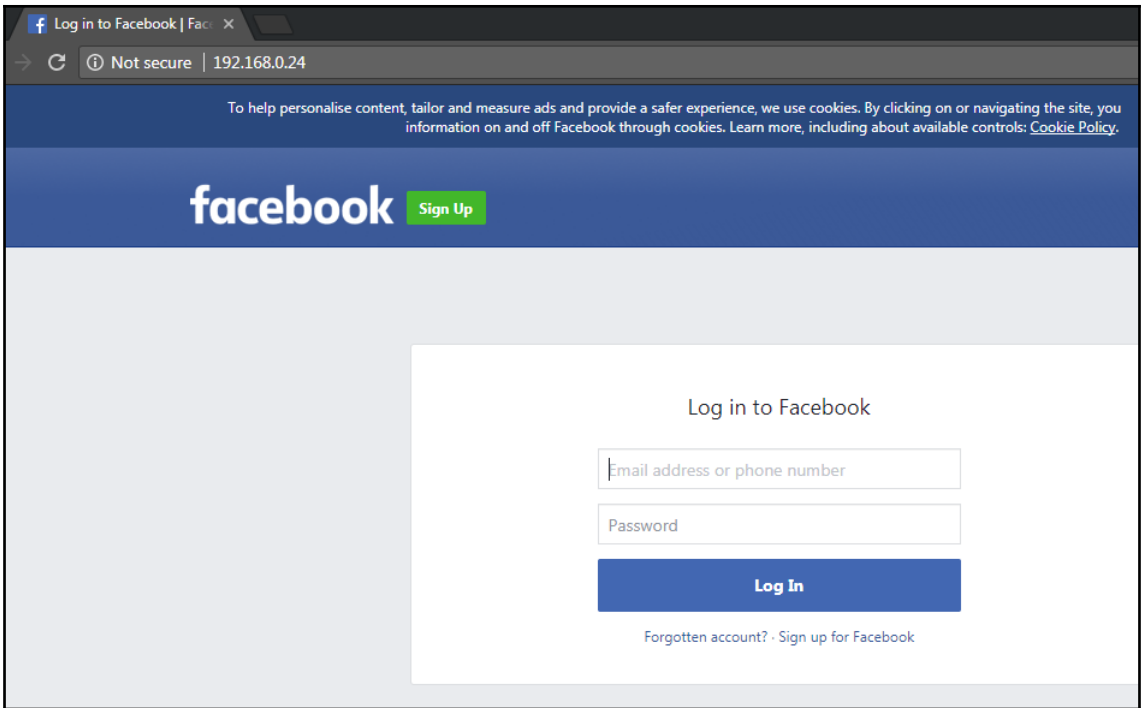 Log in to Facebook | Fac
Not secure | 192.168.0.24
To help personalise content, tailor and measure ads and provide a safer experience, we use cookies. By clicking on or navigating the site, you
information on and off Facebook through cookies. Learn more, including about available controls: Cookie Policy.
facebook Sign Up
Log in to Facebook
Email address or phone number
Password
Log In
Forgotten account? · Sign up for Facebook